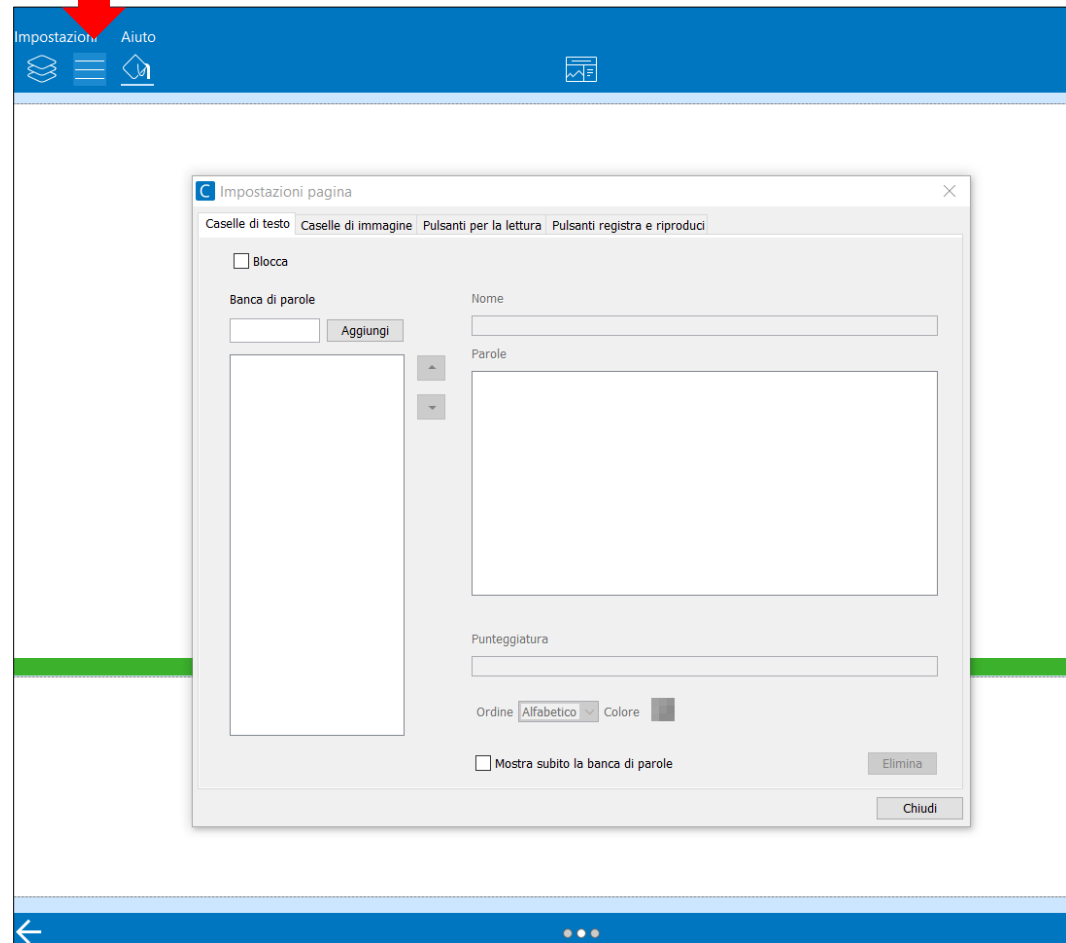 Impostazioni Aiuto
C Impostazioni pagina
Caselle di testo Caselle di immagine Pulsanti per la lettura Pulsanti registra e riproduci
Blocca
Banca di parole
Aggiungi
Nome
Parole
Punteggiatura
Ordine Alfabetico Colore
Mostra subito la banca di parole
Elimina
Chiudi